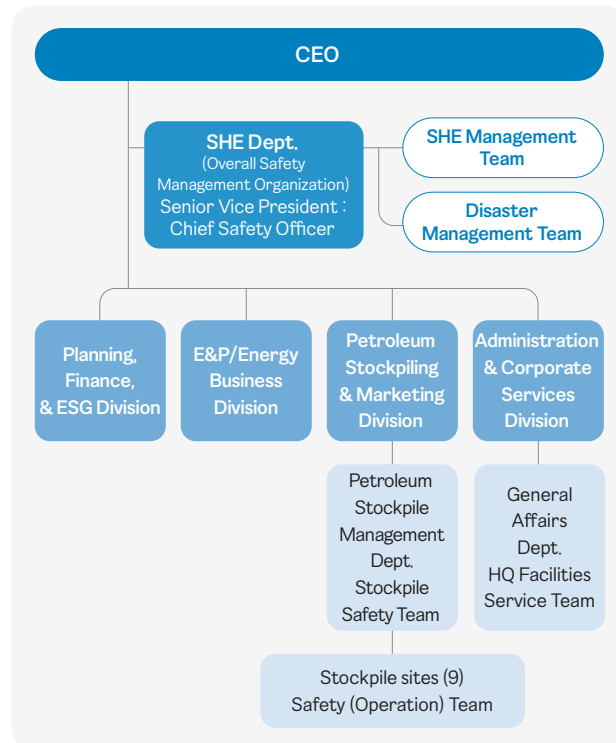 CEO
SHE Dept.
(Overall Safety
Management Organization)
Senior Vice President :
Chief Safety Officer
SHE Management
Team
Disaster
Management Team
Planning,
Finance,
& ESG Division
E&P/Energy
Business
Division
Petroleum
Stockpiling
& Marketing
Division
Administration
& Corporate
Services
Division
Petroleum
Stockpile
Management
Dept.
Stockpile
Safety Team
General
Affairs
Dept.
HQ Facilities
Service Team
Stockpile sites (9)
Safety (Operation) Team